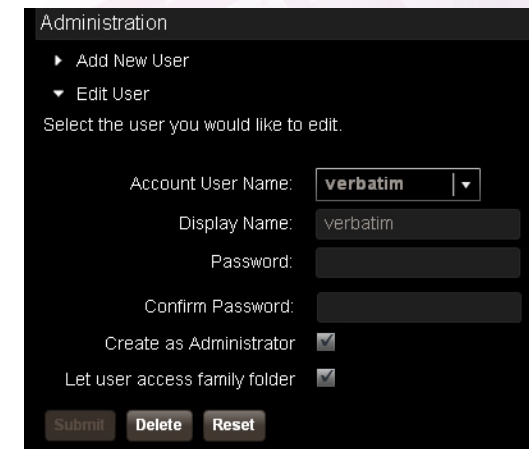 Administration
Add New User
Edit User
Select the user you would like to edit.
Account User Name: verbatim
Display Name: verbatim
Password:
Confirm Password:
Create as Administrator
Let user access family folder
Submit Delete Reset